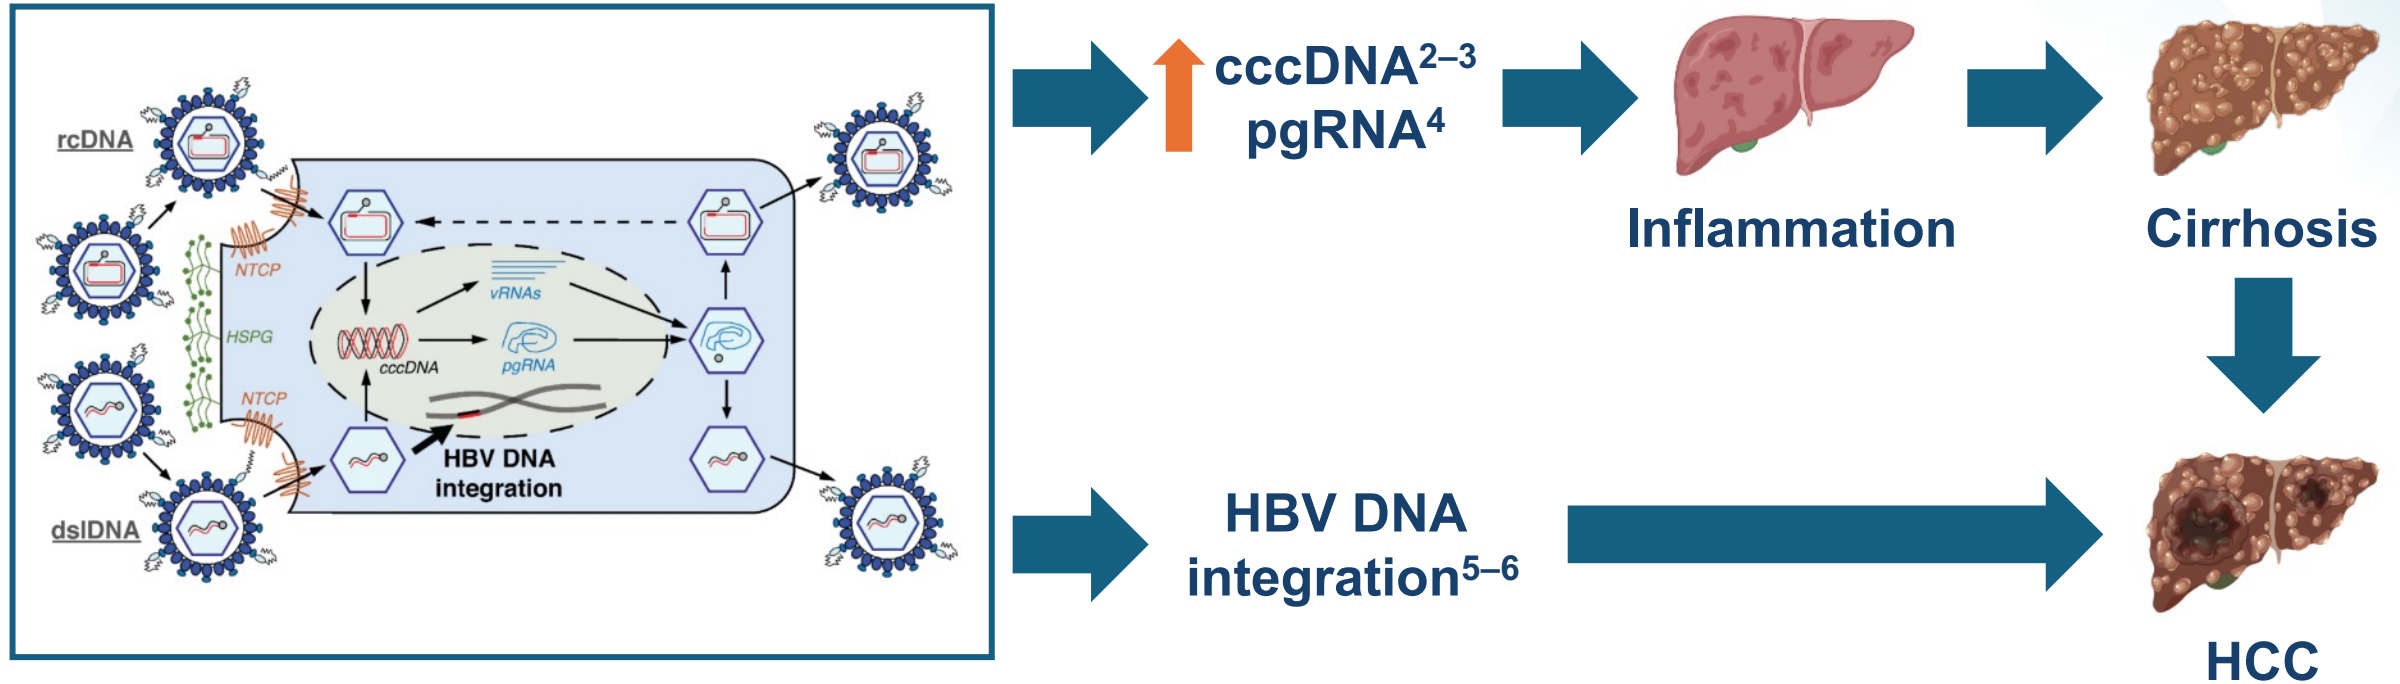 rcDNA
NTCP
HSPG
NTCP
dslDNA
vRNAs
cccDNA
pgRNA
HBV DNA
integration
cccDNA2–3
pgRNA4
Inflammation
Cirrhosis
HBV DNA
integration5–6
HCC